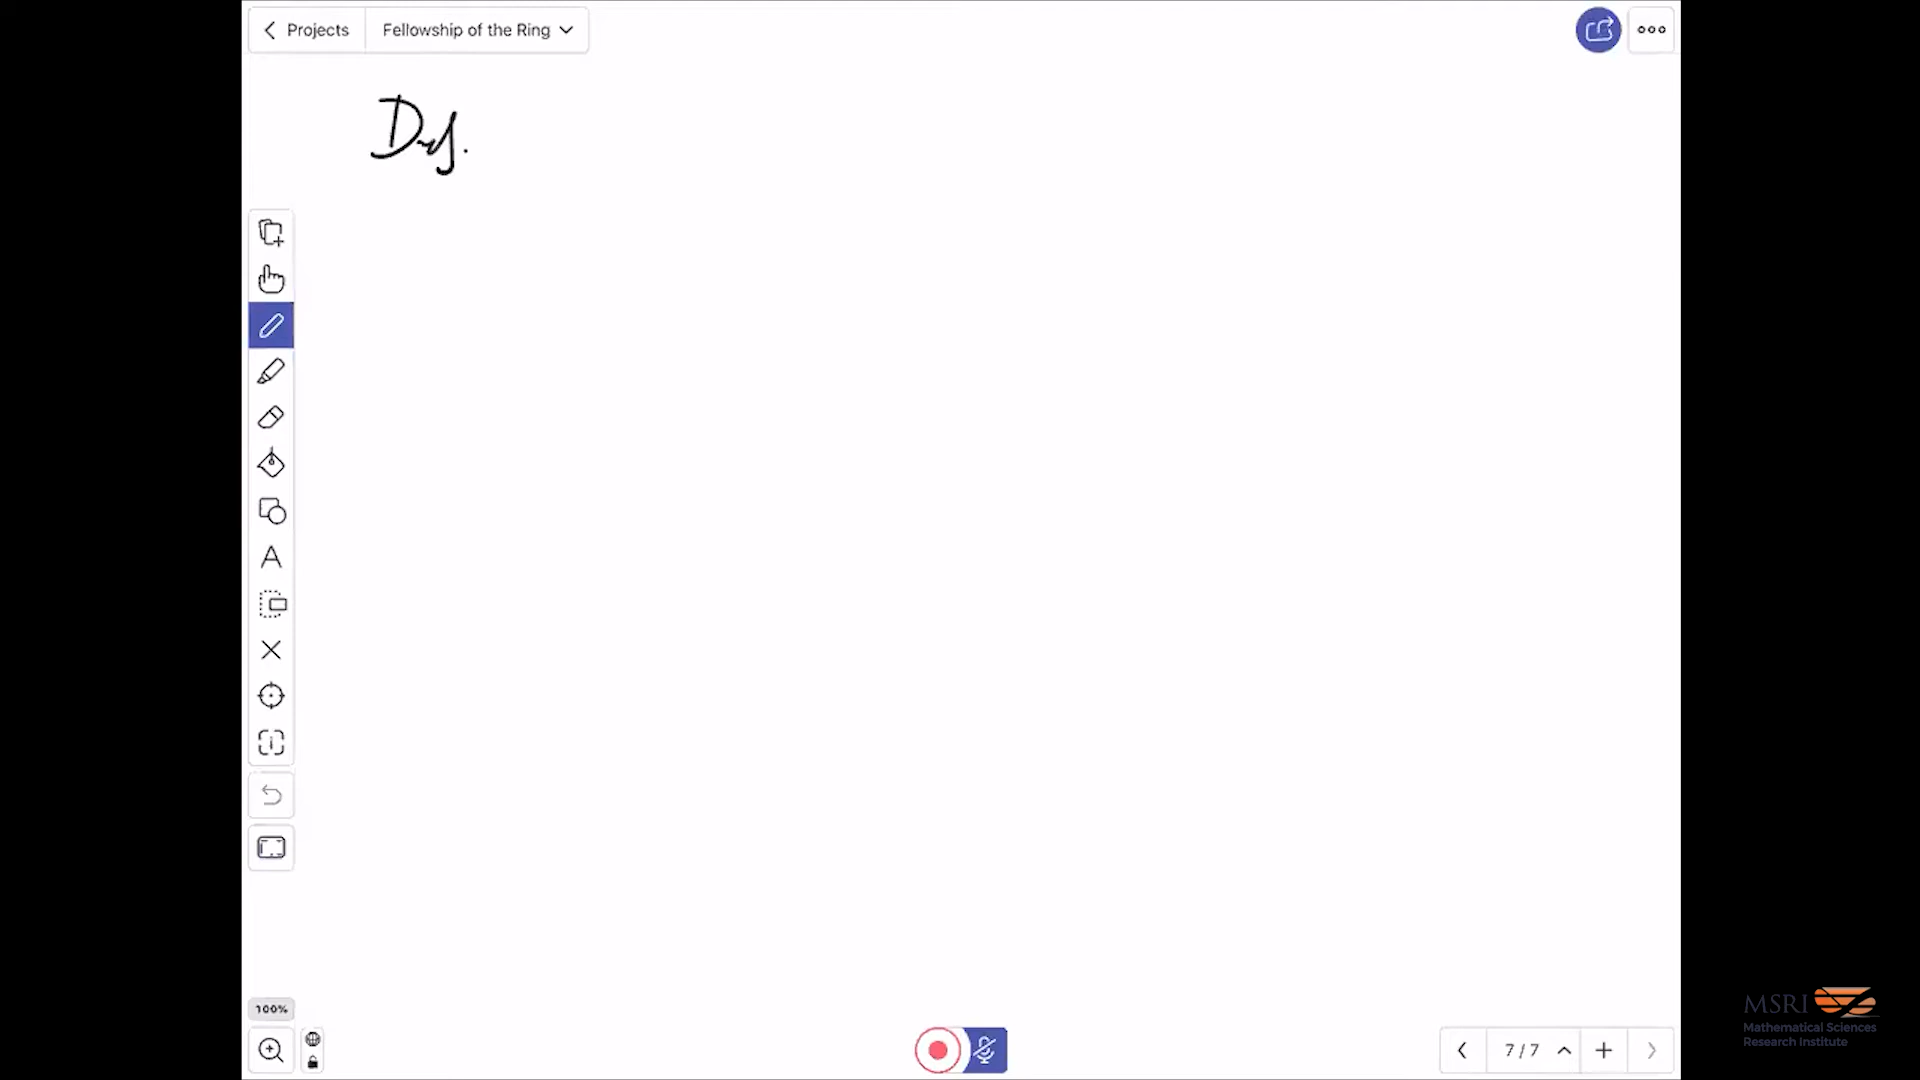 Projects
Fellowship of the Ring
Def.
A
100%
7/7
MSRI
Mathematical Sciences
Research Institute